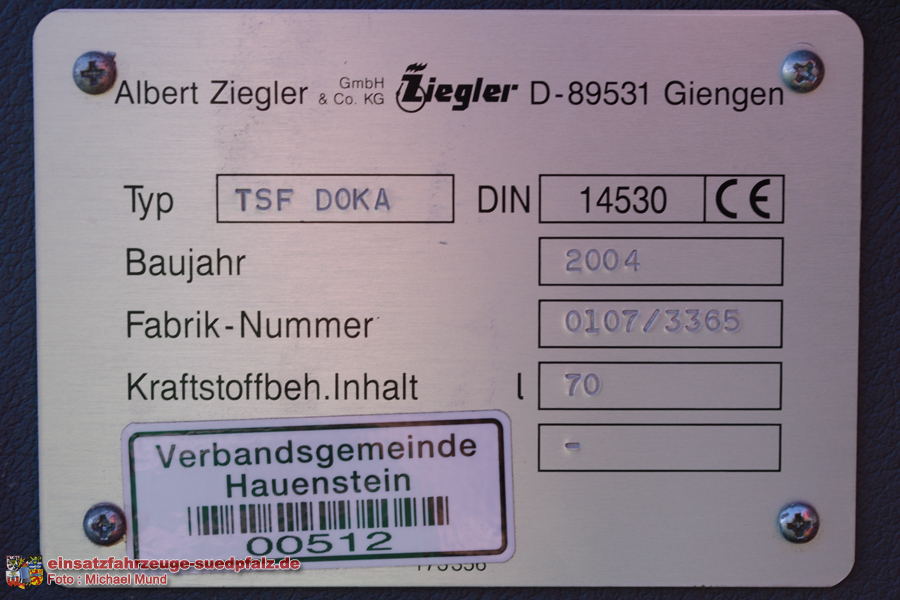 Albert Ziegler GmbH & Co. KG Ziegler D-89531 Giengen
Typ TSF DOKA DIN 14530 CE
Baujahr 2004
Fabrik-Nummer 0107/3365
Kraftstoffbeh.Inhalt l 70
-
Verbandsgemeinde
Hauenstein
00512
einsatzfahrzeuge-suedpfalz.de
Foto : Michael Mund